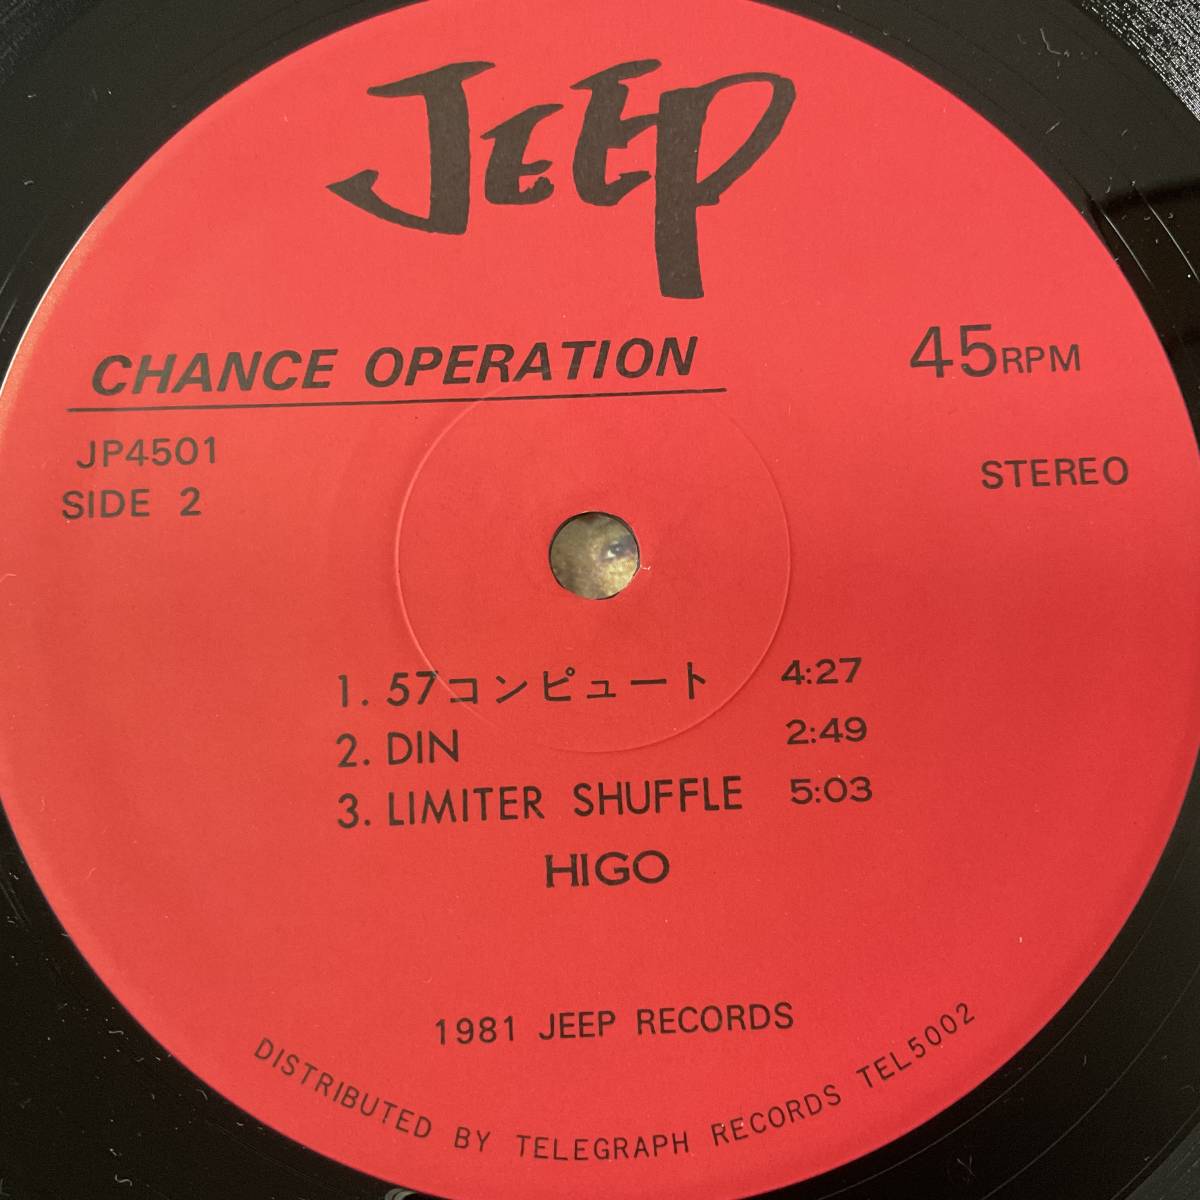 JEEP
CHANCE OPERATION
45RPM
JP4501
SIDE 2
STEREO
1. 57コンピュート 4:27
2. DIN 2:49
3. LIMITER SHUFFLE 5:03
HIGO
1981 JEEP RECORDS
DISTRIBUTED BY TELEGRAPH RECORDS TEL5002